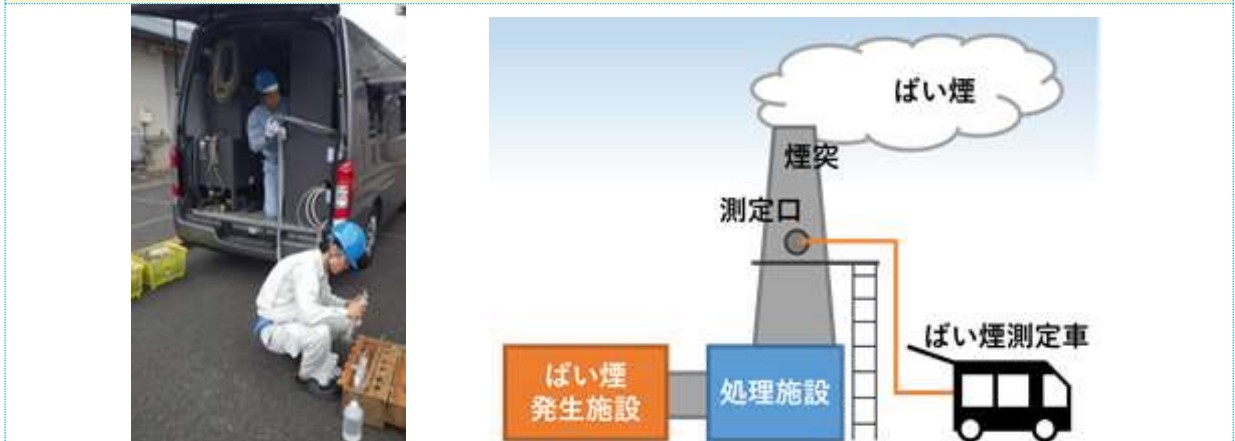 ばい煙
煙突
測定口
ばい煙測定車
ばい煙
発生施設
処理施設